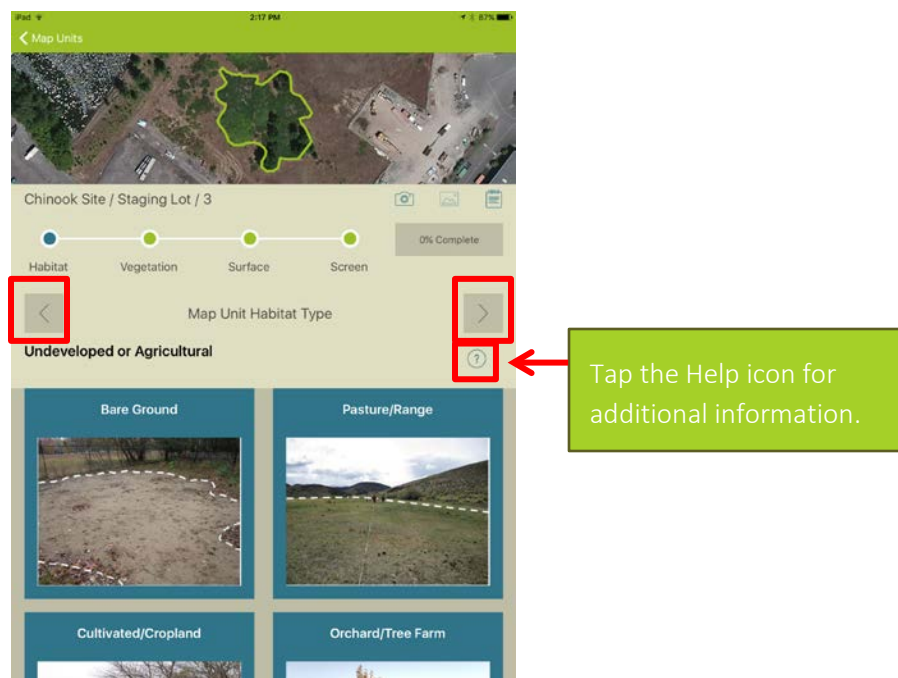 iPad 2:17 PM 87%
Map Units
Chinook Site / Staging Lot / 3
0% Complete
Habitat Vegetation Surface Screen
Map Unit Habitat Type
Undeveloped or Agricultural
?
Tap the Help icon for
additional information.
Bare Ground Pasture/Range
Cultivated/Cropland Orchard/Tree Farm